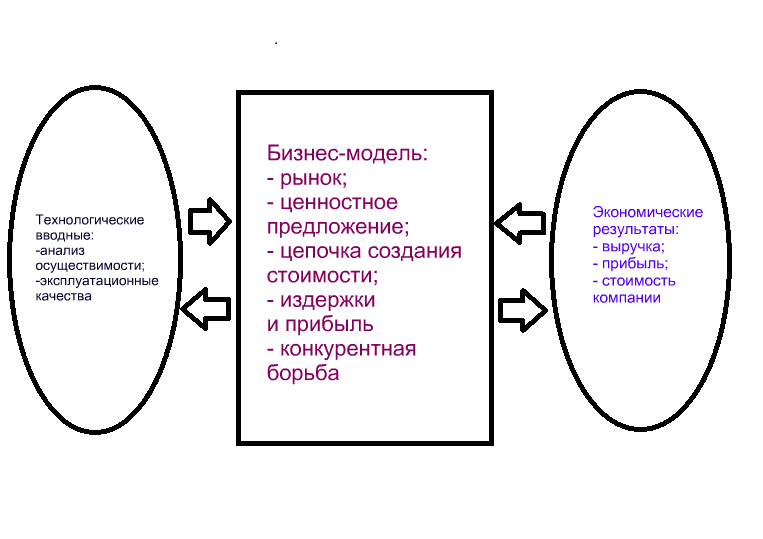 Технологические
вводные:
-анализ
осуществимости;
-эксплуатационные
качества
Бизнес-модель:
- рынок;
- ценностное
предложение;
- цепочка создания
стоимости;
- издержки
и прибыль
- конкурентная
борьба
Экономические
результаты:
- выручка;
- прибыль;
- стоимость
компании